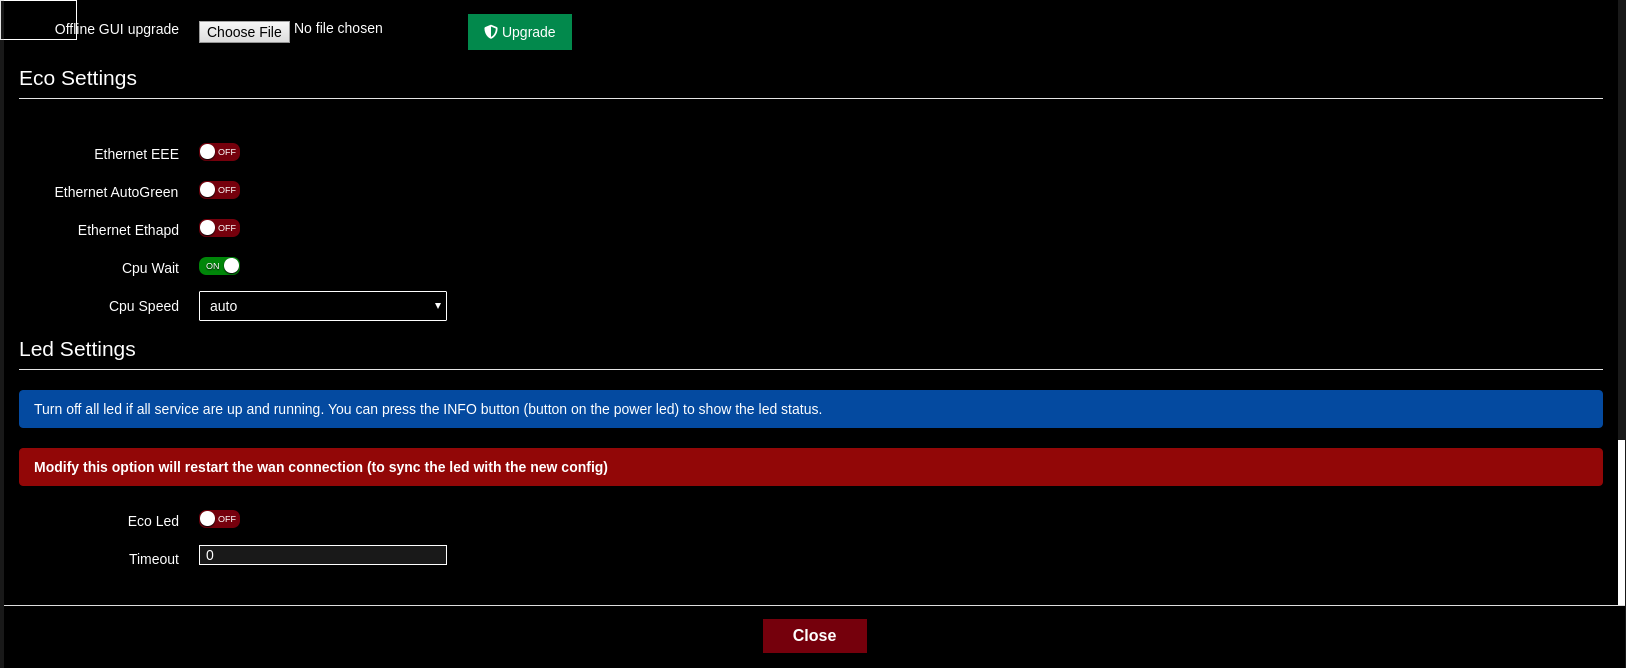 Offline GUI upgrade Choose File No file chosen Upgrade
Eco Settings
Ethernet EEE OFF
Ethernet AutoGreen OFF
Ethernet Ethapd OFF
Cpu Wait ON
Cpu Speed auto
Led Settings
Turn off all led if all service are up and running. You can press the INFO button (button on the power led) to show the led status.
Modify this option will restart the wan connection (to sync the led with the new config)
Eco Led OFF
Timeout 0
Close